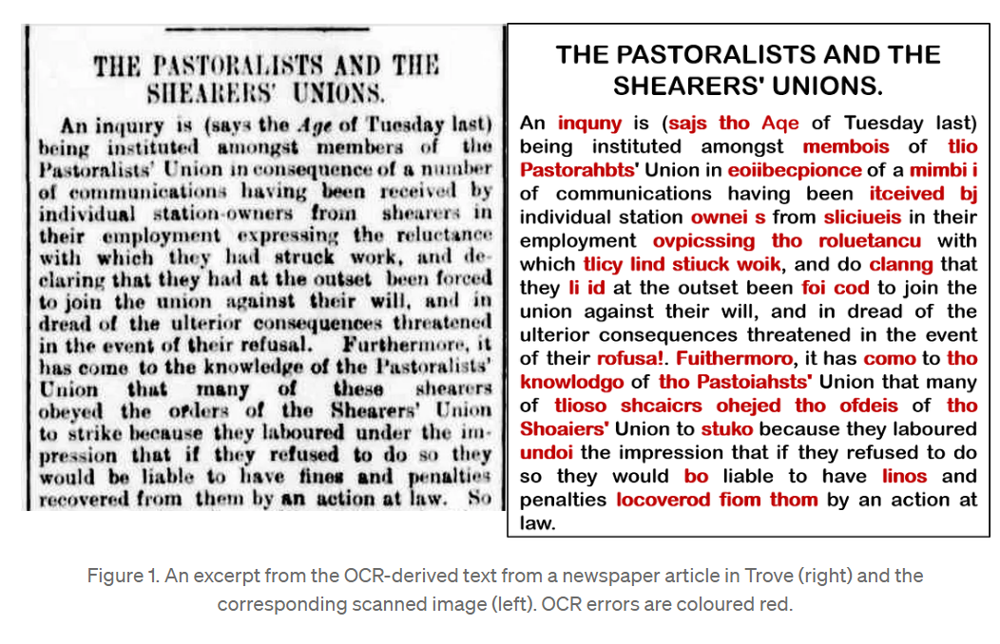 THE PASTORALISTS AND THE
SHEARERS' UNIONS.
An inquiry is (says the Age of Tuesday last)
being instituted amongst members of the
Pastoralists' Union in consequence of a number
of communications having been received by
individual station-owners from shearers in
their employment expressing the reluctance
with which they had struck work, and de-
claring that they had at the outset been forced
to join the union against their will, and in
dread of the ulterior consequences threatened
in the event of their refusal. Furthermore, it
has come to the knowledge of the Pastoralists'
Union that many of these shearers
obeyed the orders of the Shearers' Union
to strike because they laboured under the im-
pression that if they refused to do so they
would be liable to have fines and penalties
recovered from them by an action at law. So
THE PASTORALISTS AND THE
SHEARERS' UNIONS.
An inquny is (sajs tho Aqe of Tuesday last)
being instituted amongst membois of tlio
Pastorahbts' Union in eoiibecpionce of a mimbi i
of communications having been itceived bj
individual station ownei s from sliciueis in their
employment ovpicssing tho roluetancu with
which tlicy lind stiuck woik, and do clanng that
they li id at the outset been foi cod to join the
union against their will, and in dread of the
ulterior consequences threatened in the event
of their rofusa!. Fuithermoro, it has como to tho
knowlodgo of tho Pastoiahsts' Union that many
of tlioso shcaicrs ohejed tho ofdeis of tho
Shoaiers' Union to stuko because they laboured
undoi the impression that if they refused to do
so they would bo liable to have linos and
penalties locoverod fiom thom by an action at
law.
Figure 1. An excerpt from the OCR-derived text from a newspaper article in Trove (right) and the
corresponding scanned image (left). OCR errors are coloured red.